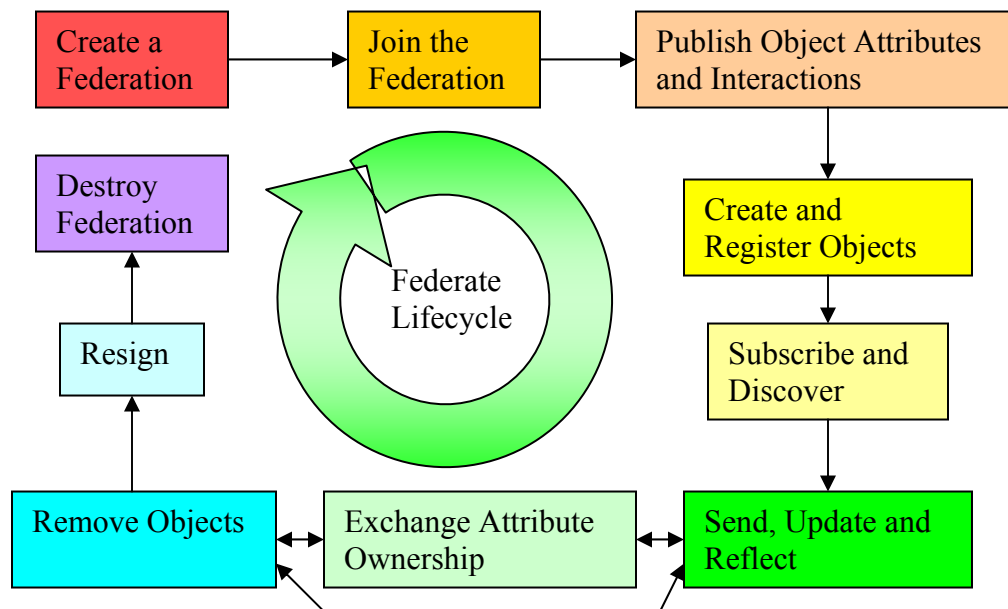 Create a
Federation
Join the
Federation
Publish Object Attributes
and Interactions
Destroy
Federation
Create and
Register Objects
Federate
Lifecycle
Resign
Subscribe and
Discover
Remove Objects
Exchange Attribute
Ownership
Send, Update and
Reflect